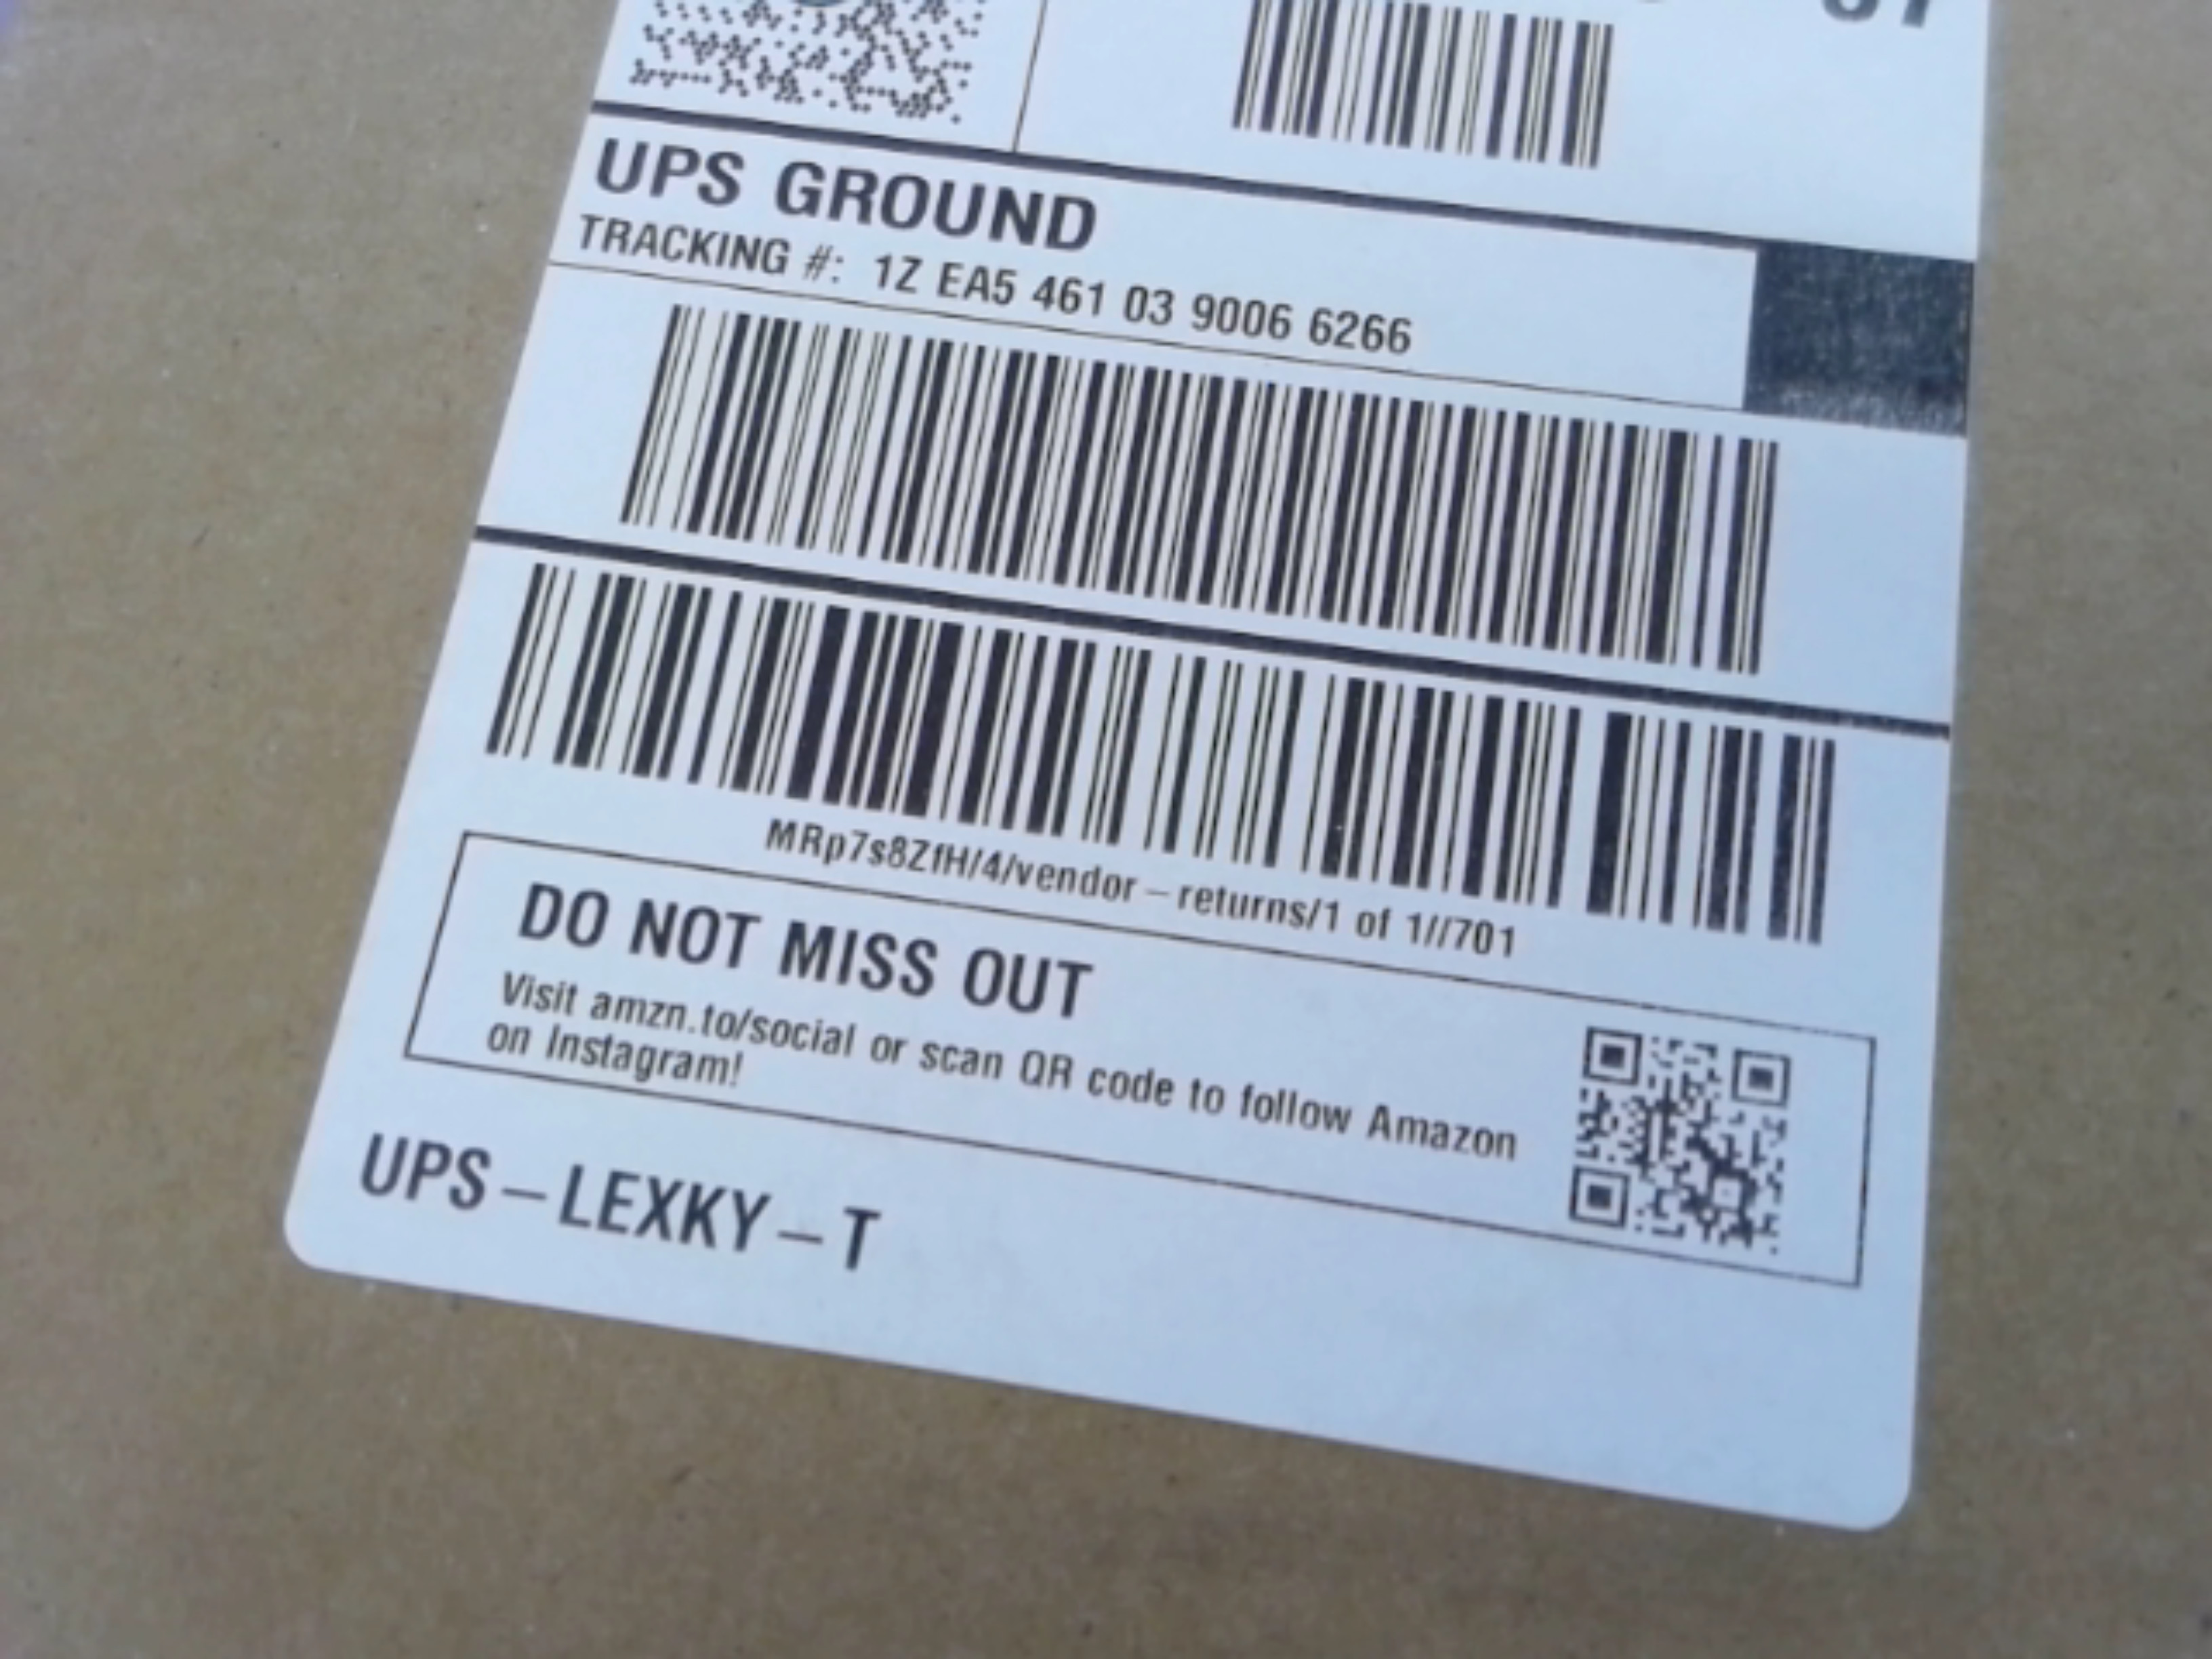 UPS GROUND
TRACKING #: 1Z EA5 461 03 9006 6266
MRp7s8ZfH/4/vendor – returns/1 of 1//701
DO NOT MISS OUT
Visit amzn.to/social or scan QR code to follow Amazon
on Instagram!
UPS – LEXKY – T